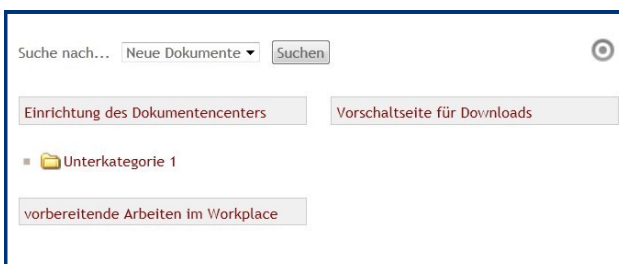 Suche nach... Neue Dokumente Suchen
Einrichtung des Dokumentencenters
Vorschaltseite für Downloads
Unterkategorie 1
vorbereitende Arbeiten im Workplace